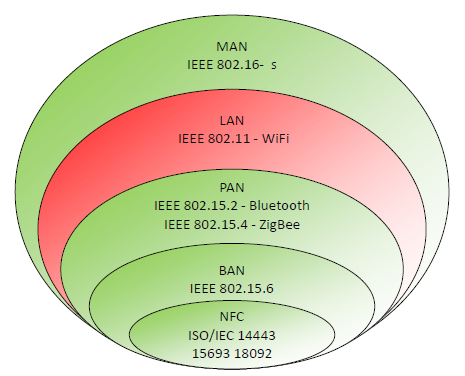 MAN
IEEE 802.16- s
LAN
IEEE 802.11 - WiFi
PAN
IEEE 802.15.2 - Bluetooth
IEEE 802.15.4 - ZigBee
BAN
IEEE 802.15.6
NFC
ISO/IEC 14443
15693 18092